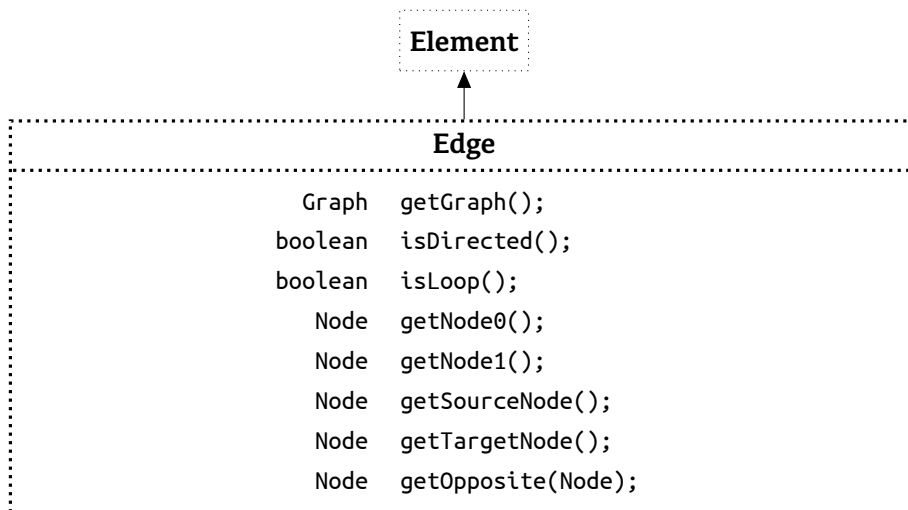 Element
Edge
Graph getGraph();
boolean isDirected();
boolean isLoop();
Node getNode0();
Node getNode1();
Node getSourceNode();
Node getTargetNode();
Node getOpposite(Node);